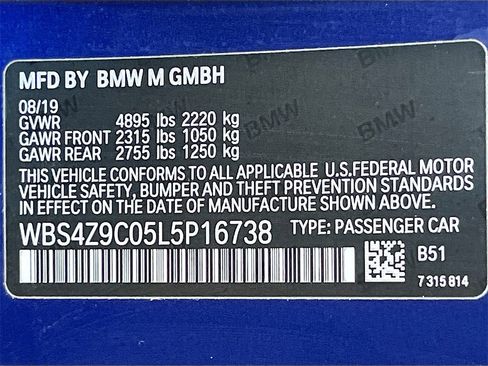 MFD BY BMW M GMBH
08/19
GVWR 4895 lbs 2220 kg
GAWR FRONT 2315 lbs 1050 kg
GAWR REAR 2755 lbs 1250 kg
THIS VEHICLE CONFORMS TO ALL APPLICABLE U.S.FEDERAL MOTOR
VEHICLE SAFETY, BUMPER AND THEFT PREVENTION STANDARDS
IN EFFECT ON THE DATE OF MANUFACTURE SHOWN ABOVE.
WBS4Z9C05L5P16738 TYPE: PASSENGER CAR
B51
7 315 814